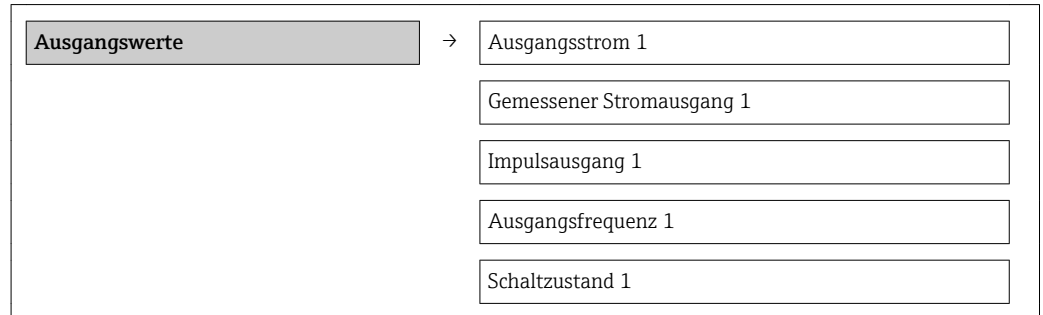 Ausgangswerte → Ausgangsstrom 1
Gemessener Stromausgang 1
Impulsausgang 1
Ausgangsfrequenz 1
Schaltzustand 1